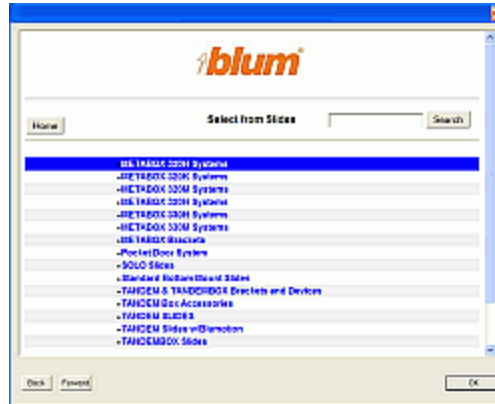 blum
Home
Select from Slides
Search
-METABOX 320H Systems
-METABOX 320K Systems
-METABOX 320M Systems
-METABOX 320N Systems
-METABOX 330H Systems
-METABOX 330M Systems
-METABOX Brackets
-Pocket Door System
-SOLO Slides
-Standard Bottom Mount Slides
-TANDEM & TANDEMBOX Brackets and Devices
-TANDEM Box Accessories
-TANDEM SLIDES
-TANDEM Slides w/Blumotion
-TANDEMBOX Slides
Back
Forward
OK